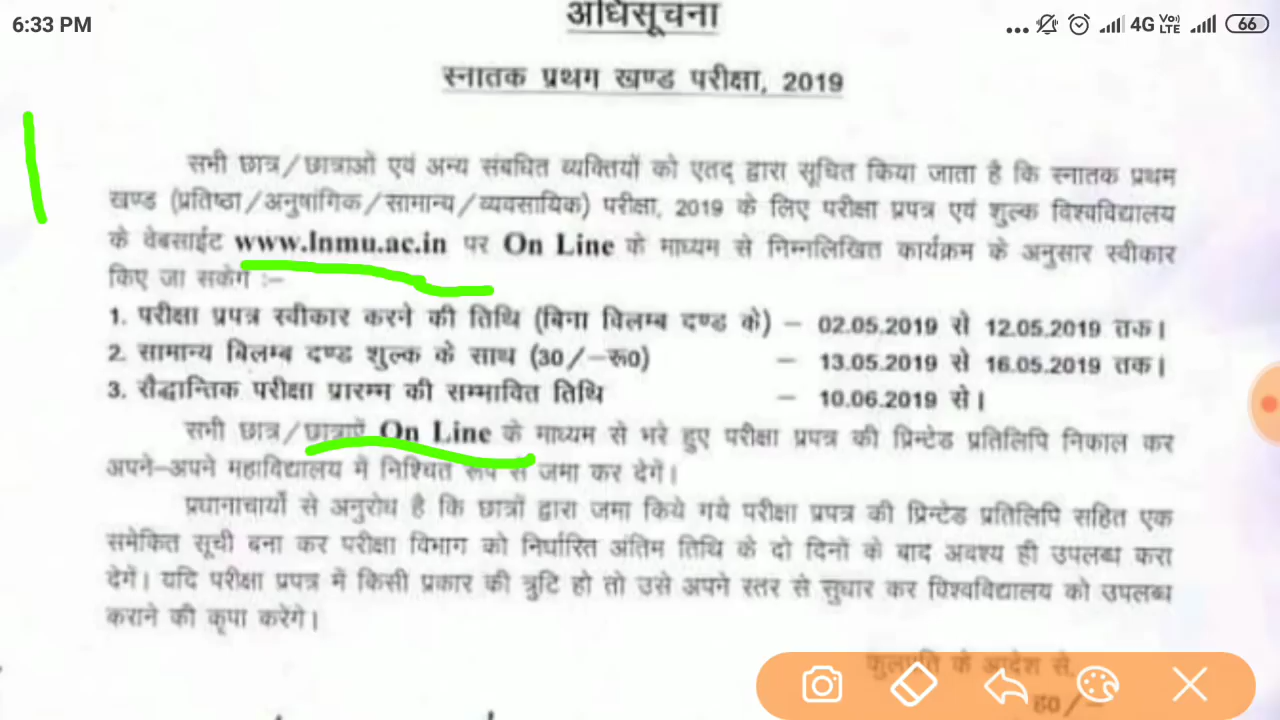 6:33 PM
... 4G Vo) LTE 66
अधिसूचना
स्नातक प्रथम खण्ड परीक्षा, 2019
सभी छात्र/छात्राओं एवं अन्य संबधित व्यक्तियों को एतद् द्वारा सूचित किया जाता है कि स्नातक प्रथम
खण्ड (प्रतिष्ठा/अनुषांगिक/सामान्य/व्यवसायिक) परीक्षा, 2019 के लिए परीक्षा प्रपत्र एवं शुल्क विश्वविद्यालय
के वेबसाईट www.lnmu.ac.in पर On Line के माध्यम से निम्नलिखित कार्यक्रम के अनुसार स्वीकार
किए जा सकेंगे :–
1. परीक्षा प्रपत्र स्वीकार करने की तिथि (बिना विलम्ब दण्ड के) – 02.05.2019 से 12.05.2019 तक।
2. सामान्य बिलम्ब दण्ड शुल्क के साथ (30/–रू0) – 13.05.2019 से 16.05.2019 तक।
3. सैद्धान्तिक परीक्षा प्रारम्भ की सम्भावित तिथि – 10.06.2019 से।
सभी छात्र/छात्राऐं On Line के माध्यम से भरे हुए परीक्षा प्रपत्र की प्रिन्टेड प्रतिलिपि निकाल कर
अपने–अपने महाविद्यालय में निश्चित रूप से जमा कर देगें।
प्रधानाचार्यो से अनुरोध है कि छात्रों द्वारा जमा किये गये परीक्षा प्रपत्र की प्रिन्टेड प्रतिलिपि सहित एक
समेकित सूची बना कर परीक्षा विभाग को निर्धारित अंतिम तिथि के दो दिनों के बाद अवश्य ही उपलब्ध करा
देगें। यदि परीक्षा प्रपत्र में किसी प्रकार की त्रुटि हो तो उसे अपने स्तर से सुधार कर विश्वविद्यालय को उपलब्ध
कराने की कृपा करेंगे।
कुलपति के आदेश से,
ह0/–